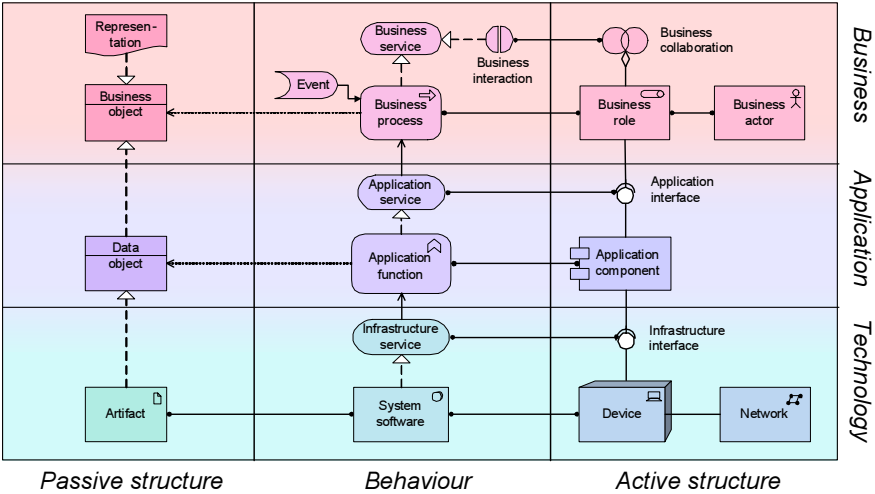 Represen-
tation
Business
object
Data
object
Artifact
Business
service
Business
interaction
Event
Business
process
Application
service
Application
function
Infrastructure
service
System
software
Business
collaboration
Business
role
Business
actor
Application
interface
Application
component
Infrastructure
interface
Device
Network
Business
Application
Technology
Passive structure
Behaviour
Active structure